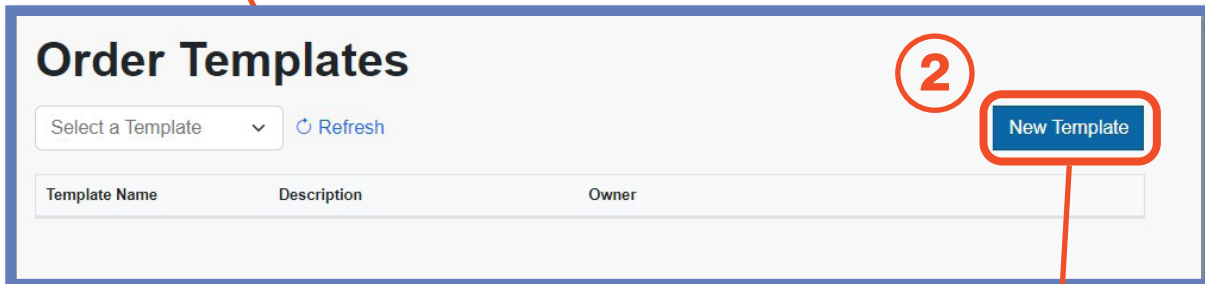 Order Templates
2
Select a Template Refresh New Template
Template Name Description Owner